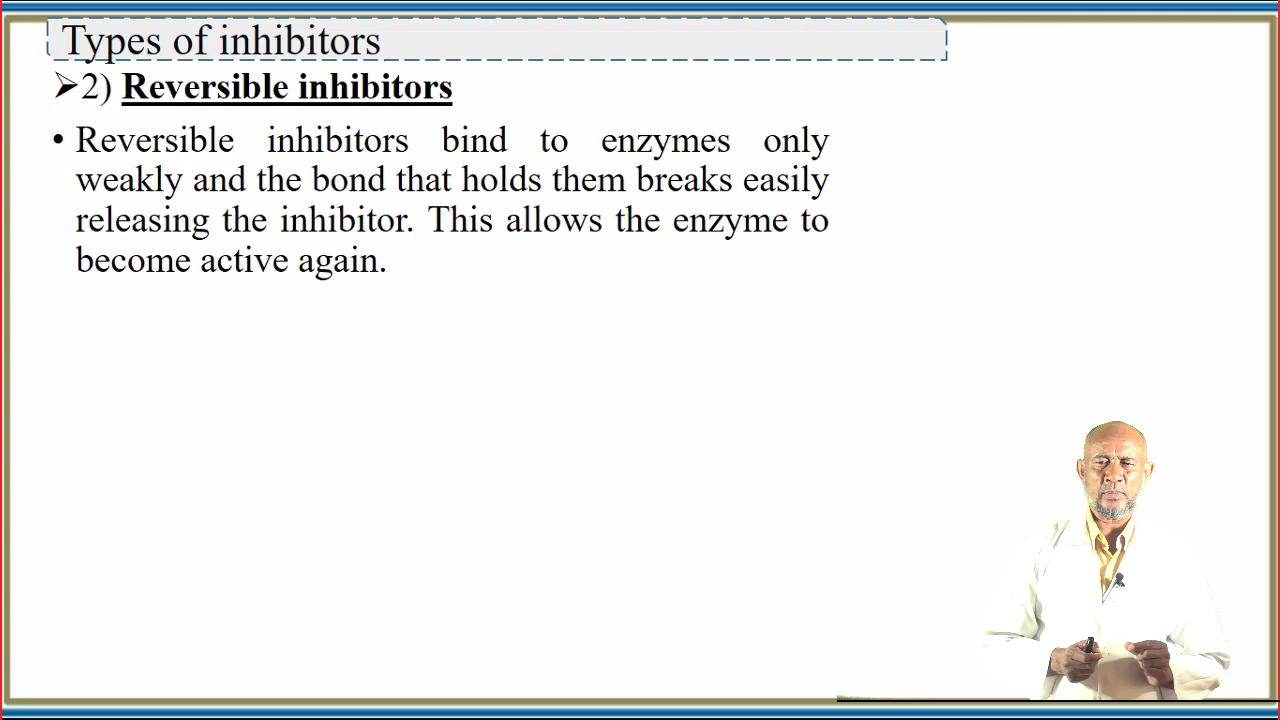 Types of inhibitors
➢2) Reversible inhibitors
• Reversible inhibitors bind to enzymes only
weakly and the bond that holds them breaks easily
releasing the inhibitor. This allows the enzyme to
become active again.